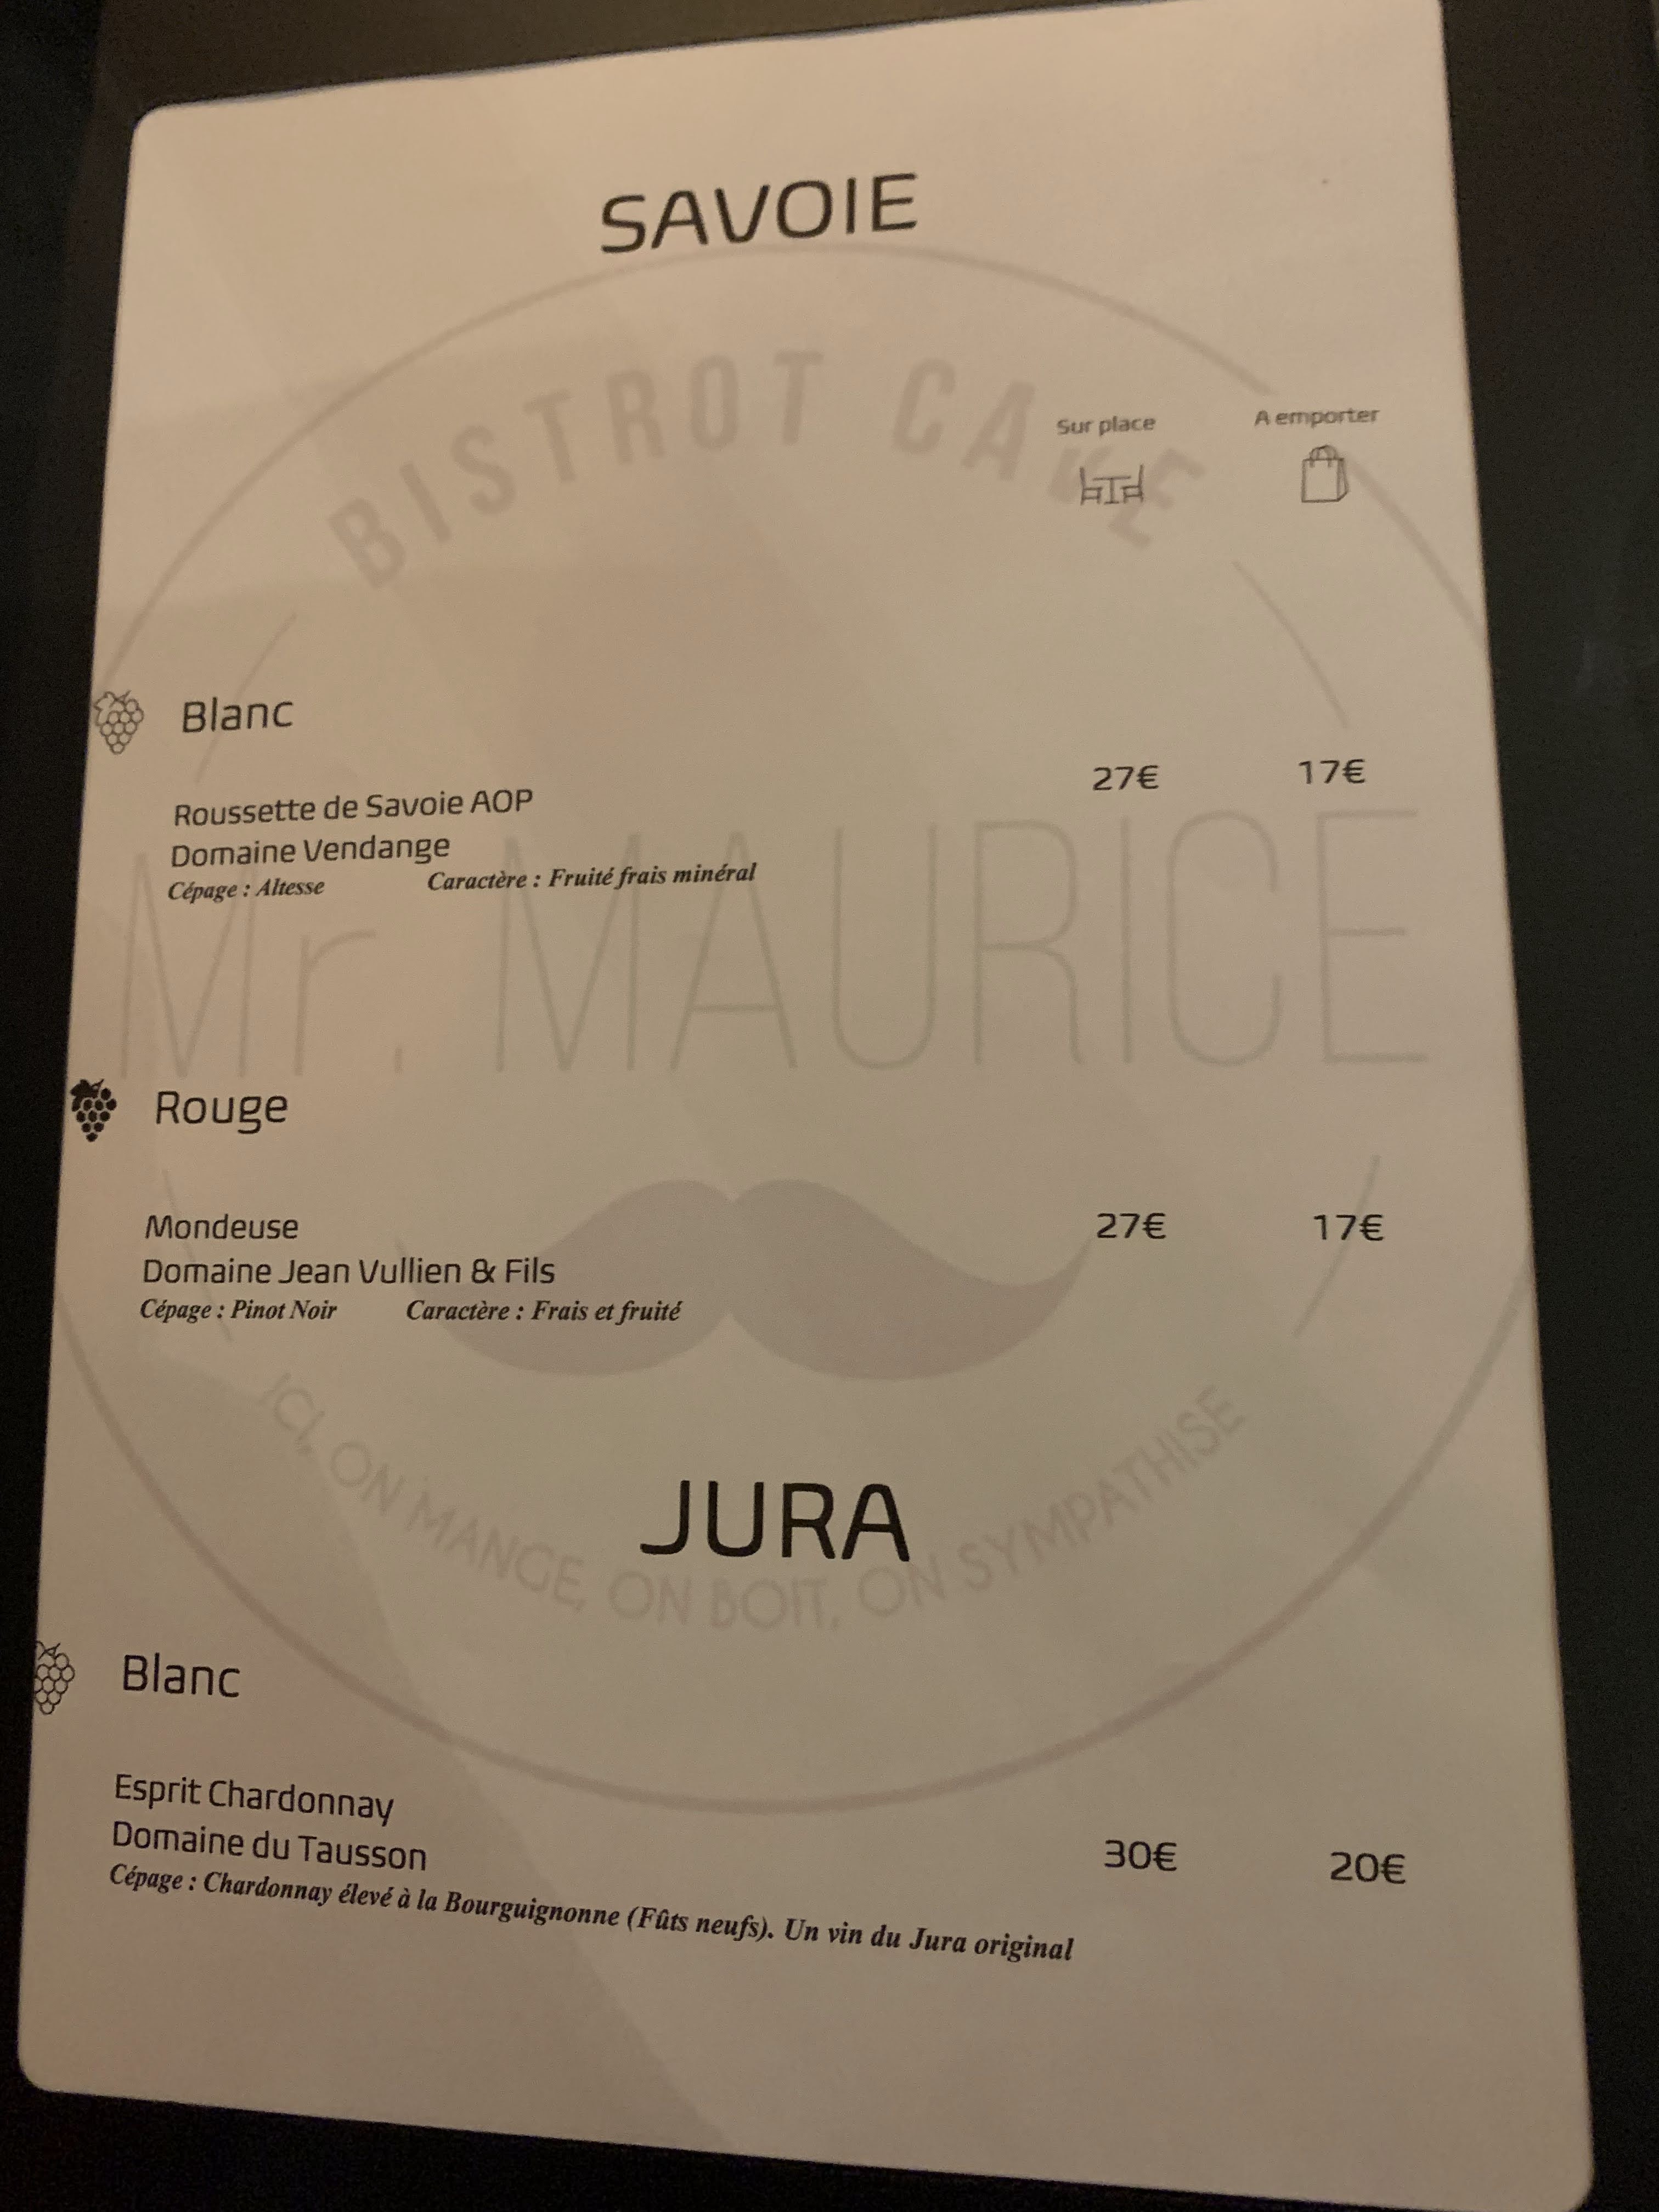 SAVOIE
BISTROT CAVE
Sur place A emporter
Blanc
27€ 17€
Roussette de Savoie AOP
Domaine Vendange
Cépage : Altesse Caractère : Fruité frais minéral
Mr. MAURICE
Rouge
Mondeuse 27€ 17€
Domaine Jean Vullien & Fils
Cépage : Pinot Noir Caractère : Frais et fruité
ICI, ON MANGE, ON BOIT, ON SYMPATHISE
JURA
Blanc
Esprit Chardonnay
Domaine du Tausson 30€ 20€
Cépage : Chardonnay élevé à la Bourguignonne (Fûts neufs). Un vin du Jura original